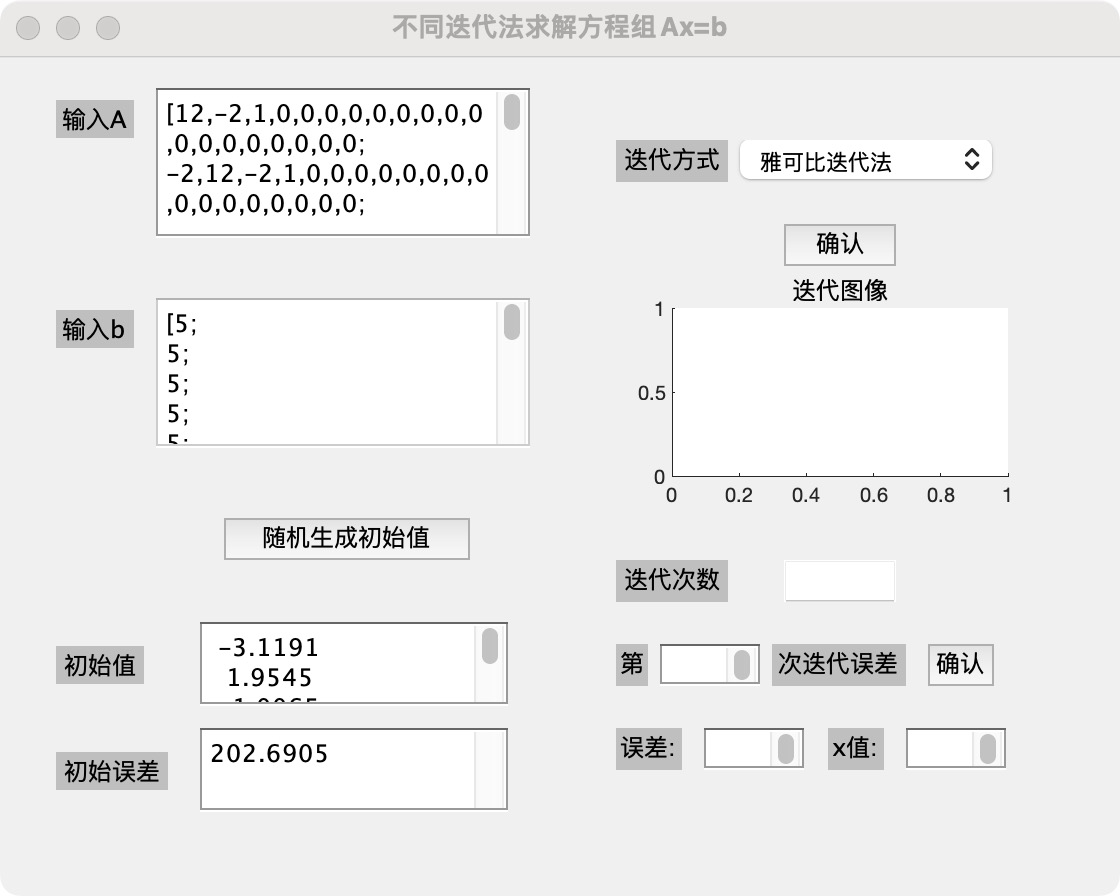 不同迭代法求解方程组Ax=b
输入A
[12,-2,1,0,0,0,0,0,0,0,0,0
,0,0,0,0,0,0,0,0;
-2,12,-2,1,0,0,0,0,0,0,0,0
,0,0,0,0,0,0,0,0;
输入b
[5;
5;
5;
5;
5;
随机生成初始值
初始值
-3.1191
1.9545
初始误差
202.6905
迭代方式
雅可比迭代法
确认
迭代图像
1
0.5
0
0 0.2 0.4 0.6 0.8 1
迭代次数
第 次迭代误差 确认
误差: x值: